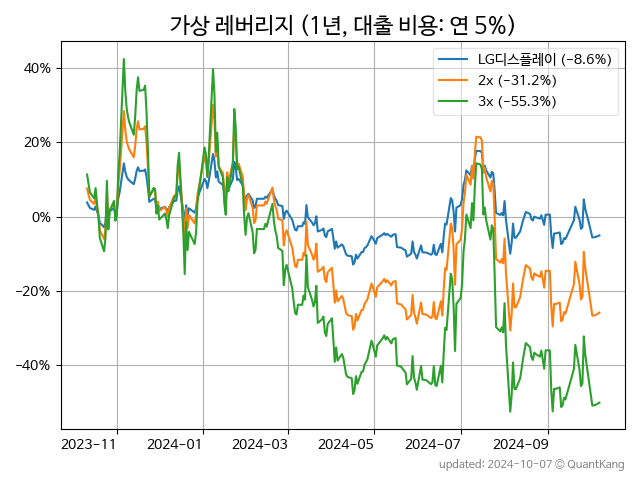 가상 레버리지 (1년, 대출 비용: 연 5%)
LG디스플레이 (−8.6%)
2x (−31.2%)
3x (−55.3%)
40%
20%
0%
−20%
−40%
2023-11 2024-01 2024-03 2024-05 2024-07 2024-09
updated: 2024-10-07 © QuantKang